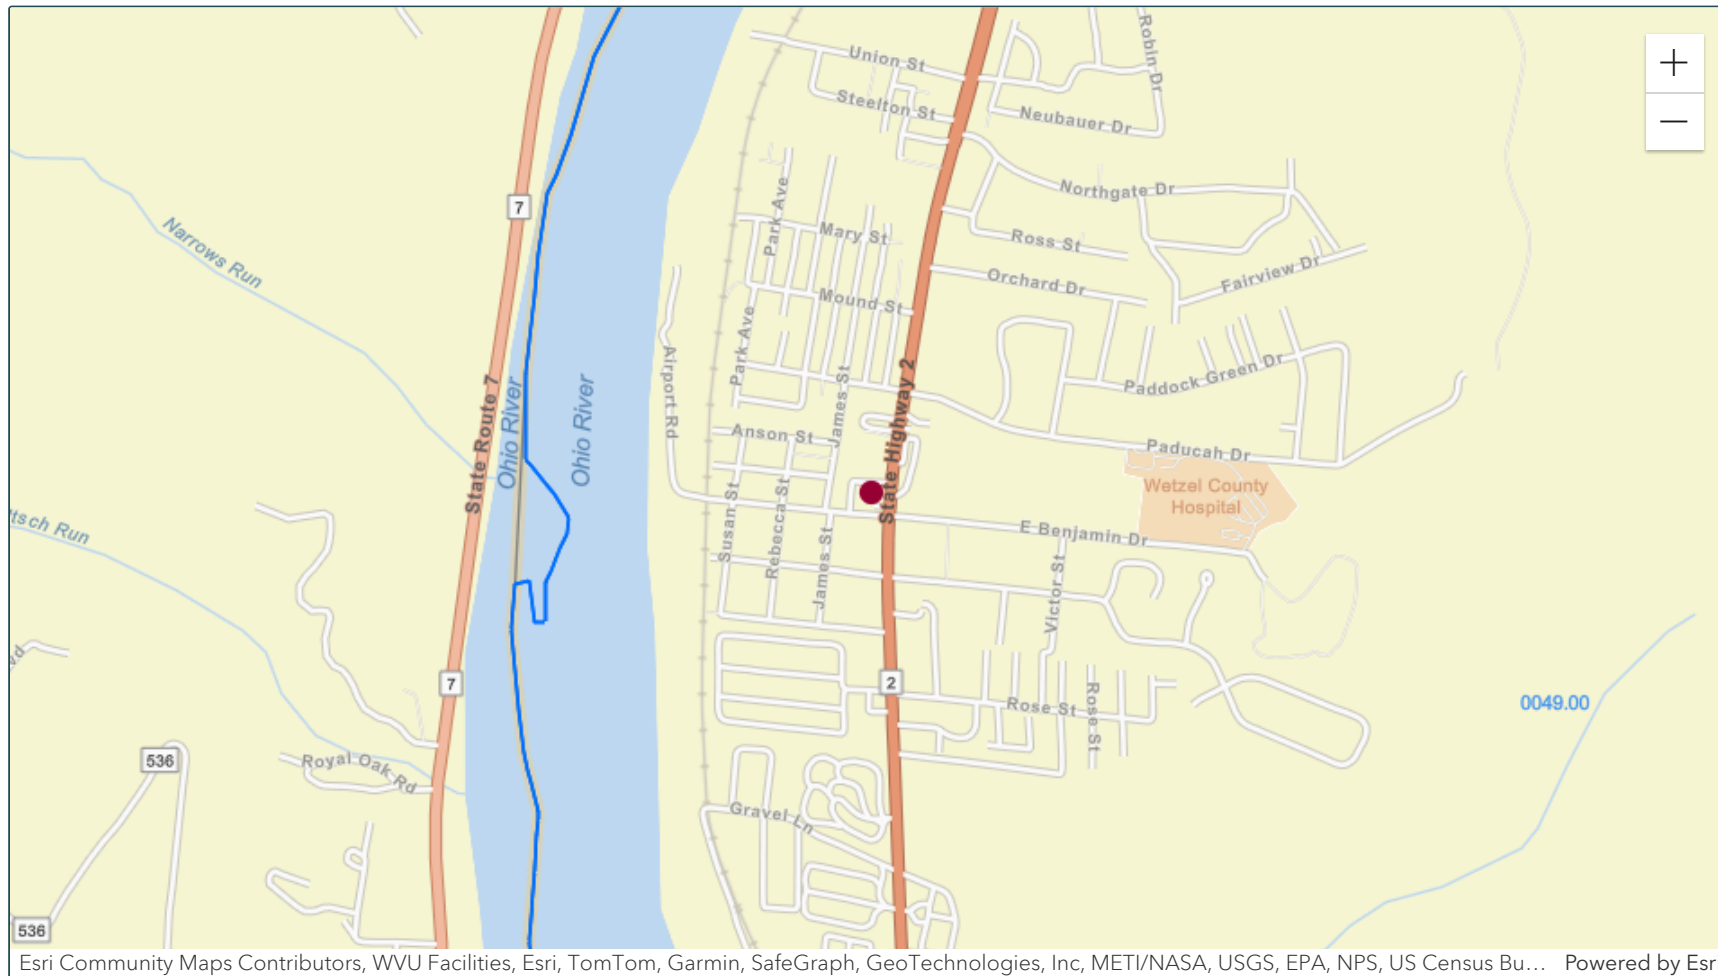 Union St
Robin Dr
Steelton St
Neubauer Dr
Northgate Dr
7
Park Ave
Narrows Run
Mary St
Ross St
Orchard Dr
Fairview Dr
Mound St
Park Ave
Airport Rd
James St
State Highway 2
Paddock Green Dr
State Route 7
Ohio River
Ohio River
Anson St
Paducah Dr
Wetzel County
Hospital
Susan St
Rebecca St
James St
E Benjamin Dr
tsch Run
Victor St
7
2
Rose St
Rose St
0049.00
vd
536
Royal Oak Rd
Gravel Ln
536
Esri Community Maps Contributors, WVU Facilities, Esri, TomTom, Garmin, SafeGraph, GeoTechnologies, Inc, METI/NASA, USGS, EPA, NPS, US Census Bu... Powered by Esr